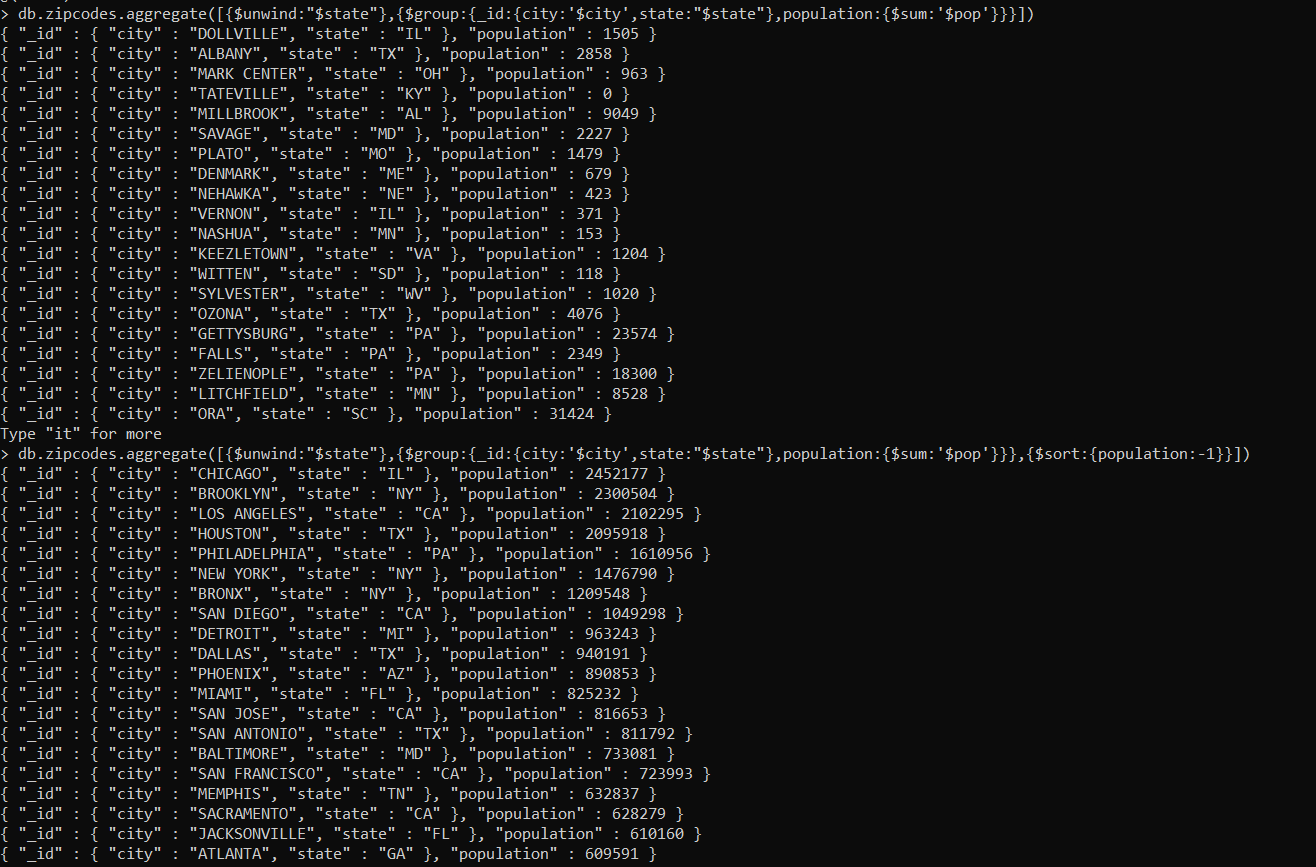 > db.zipcodes.aggregate([{$unwind:"$state"},{$group:{_id:{city:'$city',state:"$state"},population:{$sum:'$pop'}}}])
{ "_id" : { "city" : "DOLLVILLE", "state" : "IL" }, "population" : 1505 }
{ "_id" : { "city" : "ALBANY", "state" : "TX" }, "population" : 2858 }
{ "_id" : { "city" : "MARK CENTER", "state" : "OH" }, "population" : 963 }
{ "_id" : { "city" : "TATEVILLE", "state" : "KY" }, "population" : 0 }
{ "_id" : { "city" : "MILLBROOK", "state" : "AL" }, "population" : 9049 }
{ "_id" : { "city" : "SAVAGE", "state" : "MD" }, "population" : 2227 }
{ "_id" : { "city" : "PLATO", "state" : "MO" }, "population" : 1479 }
{ "_id" : { "city" : "DENMARK", "state" : "ME" }, "population" : 679 }
{ "_id" : { "city" : "NEHAWKA", "state" : "NE" }, "population" : 423 }
{ "_id" : { "city" : "VERNON", "state" : "IL" }, "population" : 371 }
{ "_id" : { "city" : "NASHUA", "state" : "MN" }, "population" : 153 }
{ "_id" : { "city" : "KEEZLETOWN", "state" : "VA" }, "population" : 1204 }
{ "_id" : { "city" : "WITTEN", "state" : "SD" }, "population" : 118 }
{ "_id" : { "city" : "SYLVESTER", "state" : "WV" }, "population" : 1020 }
{ "_id" : { "city" : "OZONA", "state" : "TX" }, "population" : 4076 }
{ "_id" : { "city" : "GETTYSBURG", "state" : "PA" }, "population" : 23574 }
{ "_id" : { "city" : "FALLS", "state" : "PA" }, "population" : 2349 }
{ "_id" : { "city" : "ZELIENOPLE", "state" : "PA" }, "population" : 18300 }
{ "_id" : { "city" : "LITCHFIELD", "state" : "MN" }, "population" : 8528 }
{ "_id" : { "city" : "ORA", "state" : "SC" }, "population" : 31424 }
Type "it" for more
> db.zipcodes.aggregate([{$unwind:"$state"},{$group:{_id:{city:'$city',state:"$state"},population:{$sum:'$pop'}}},{$sort:{population:-1}}])
{ "_id" : { "city" : "CHICAGO", "state" : "IL" }, "population" : 2452177 }
{ "_id" : { "city" : "BROOKLYN", "state" : "NY" }, "population" : 2300504 }
{ "_id" : { "city" : "LOS ANGELES", "state" : "CA" }, "population" : 2102295 }
{ "_id" : { "city" : "HOUSTON", "state" : "TX" }, "population" : 2095918 }
{ "_id" : { "city" : "PHILADELPHIA", "state" : "PA" }, "population" : 1610956 }
{ "_id" : { "city" : "NEW YORK", "state" : "NY" }, "population" : 1476790 }
{ "_id" : { "city" : "BRONX", "state" : "NY" }, "population" : 1209548 }
{ "_id" : { "city" : "SAN DIEGO", "state" : "CA" }, "population" : 1049298 }
{ "_id" : { "city" : "DETROIT", "state" : "MI" }, "population" : 963243 }
{ "_id" : { "city" : "DALLAS", "state" : "TX" }, "population" : 940191 }
{ "_id" : { "city" : "PHOENIX", "state" : "AZ" }, "population" : 890853 }
{ "_id" : { "city" : "MIAMI", "state" : "FL" }, "population" : 825232 }
{ "_id" : { "city" : "SAN JOSE", "state" : "CA" }, "population" : 816653 }
{ "_id" : { "city" : "SAN ANTONIO", "state" : "TX" }, "population" : 811792 }
{ "_id" : { "city" : "BALTIMORE", "state" : "MD" }, "population" : 733081 }
{ "_id" : { "city" : "SAN FRANCISCO", "state" : "CA" }, "population" : 723993 }
{ "_id" : { "city" : "MEMPHIS", "state" : "TN" }, "population" : 632837 }
{ "_id" : { "city" : "SACRAMENTO", "state" : "CA" }, "population" : 628279 }
{ "_id" : { "city" : "JACKSONVILLE", "state" : "FL" }, "population" : 610160 }
{ "_id" : { "city" : "ATLANTA", "state" : "GA" }, "population" : 609591 }